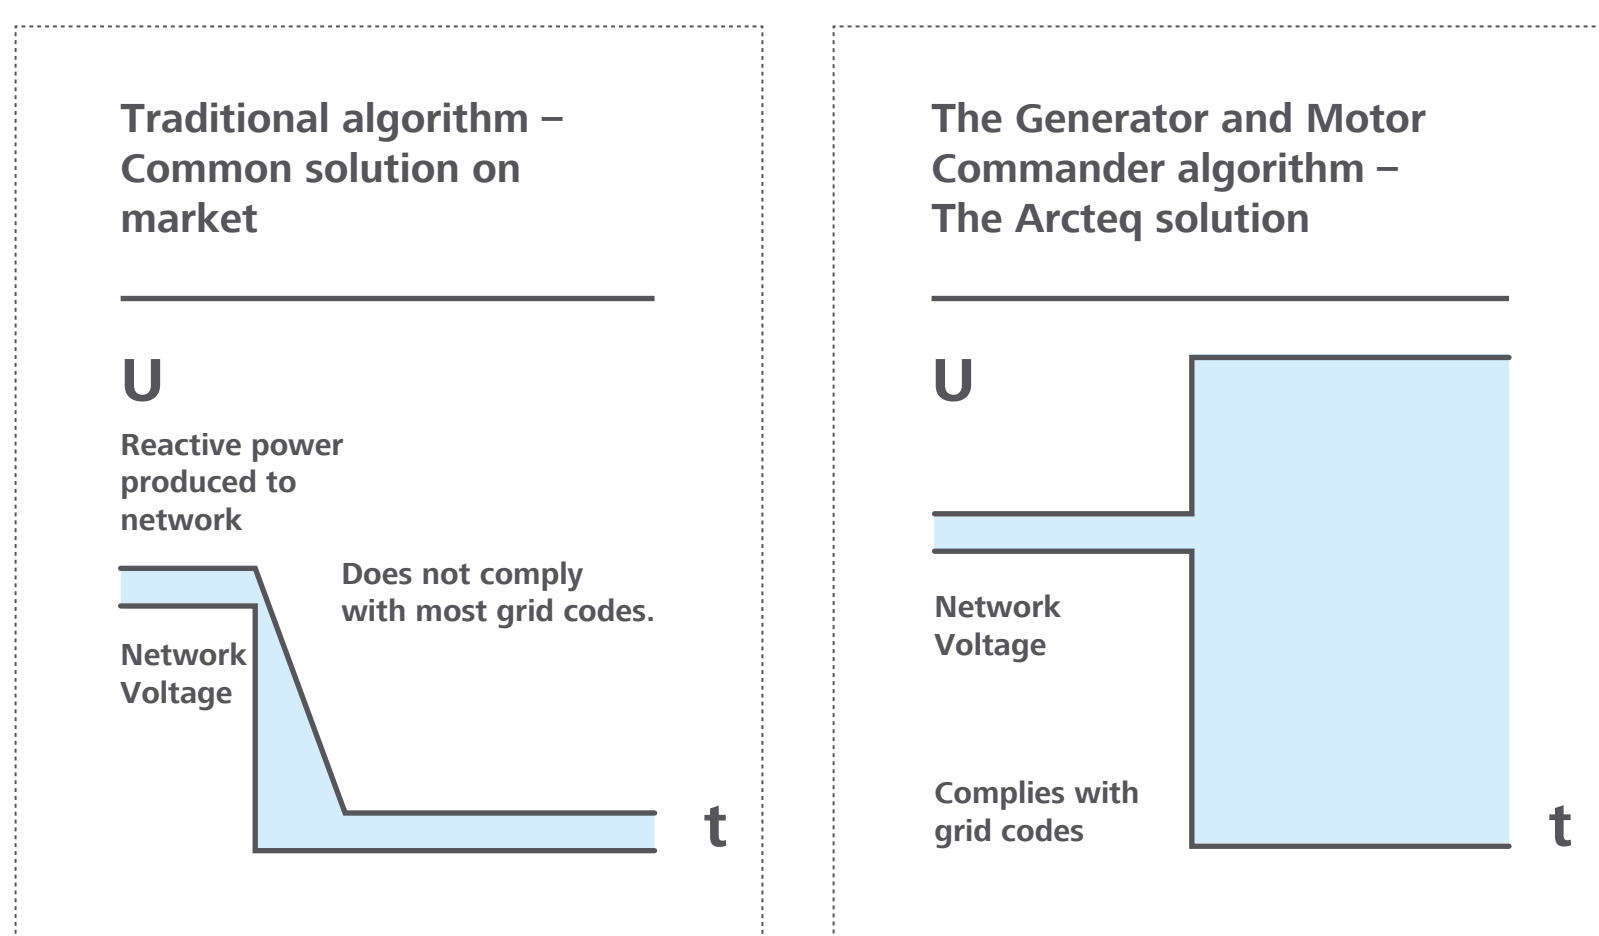 Traditional algorithm –
Common solution on
market
U
Reactive power
produced to
network
Does not comply
with most grid codes.
Network
Voltage
t
The Generator and Motor
Commander algorithm –
The Arcteq solution
U
Network
Voltage
Complies with
grid codes
t